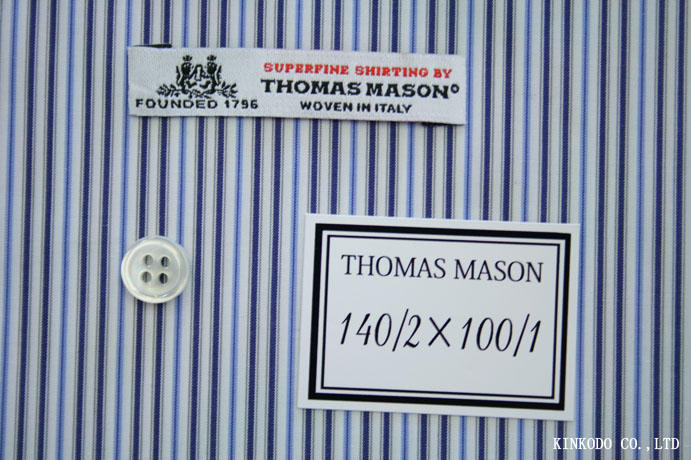 SUPERFINE SHIRTING BY
THOMAS MASON®
FOUNDED 1796
WOVEN IN ITALY
THOMAS MASON
140/2×100/1
KINKODO CO.,LTD